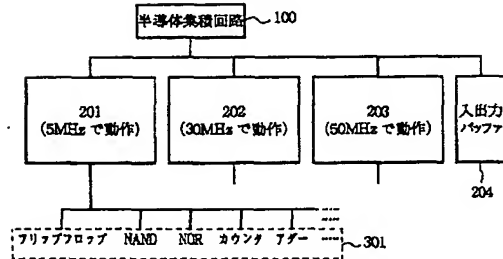 半導体集積回路
100
201
(5MHzで動作)
202
(30MHzで動作)
203
(50MHzで動作)
入出力
バッファ
204
フリップフロップ NAND NOR カウンタ アダー ……
301